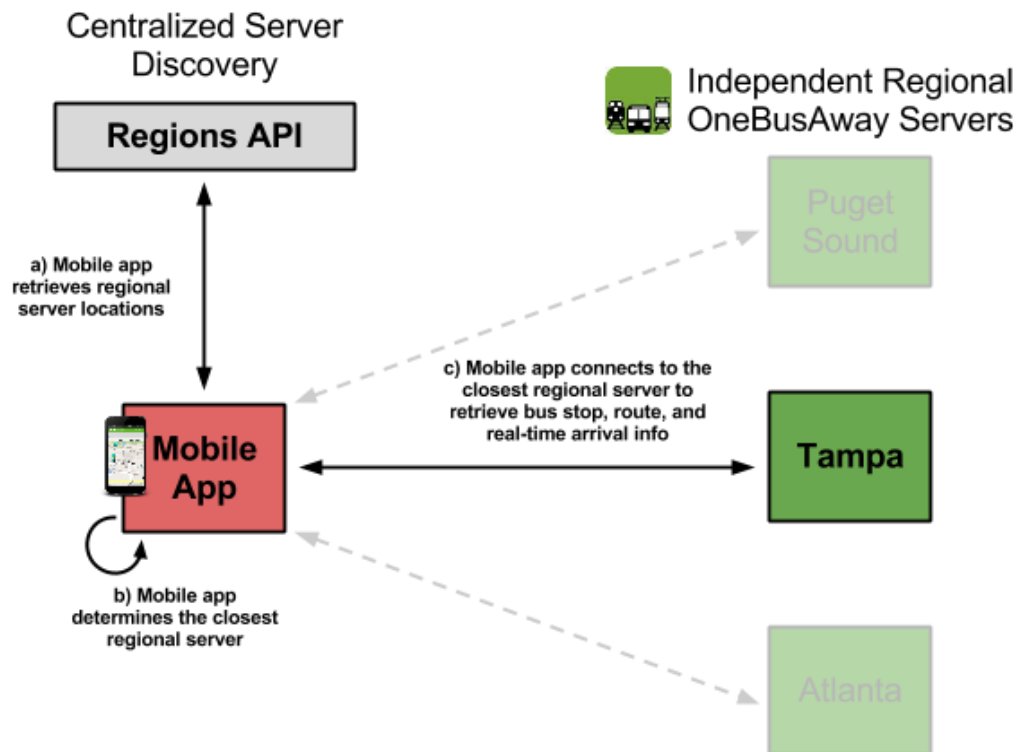 Centralized Server
Discovery
Regions API
Independent Regional
OneBusAway Servers
Puget
Sound
a) Mobile app
retrieves regional
server locations
c) Mobile app connects to the
closest regional server to
retrieve bus stop, route, and
real-time arrival info
Mobile
App
Tampa
b) Mobile app
determines the closest
regional server
Atlanta